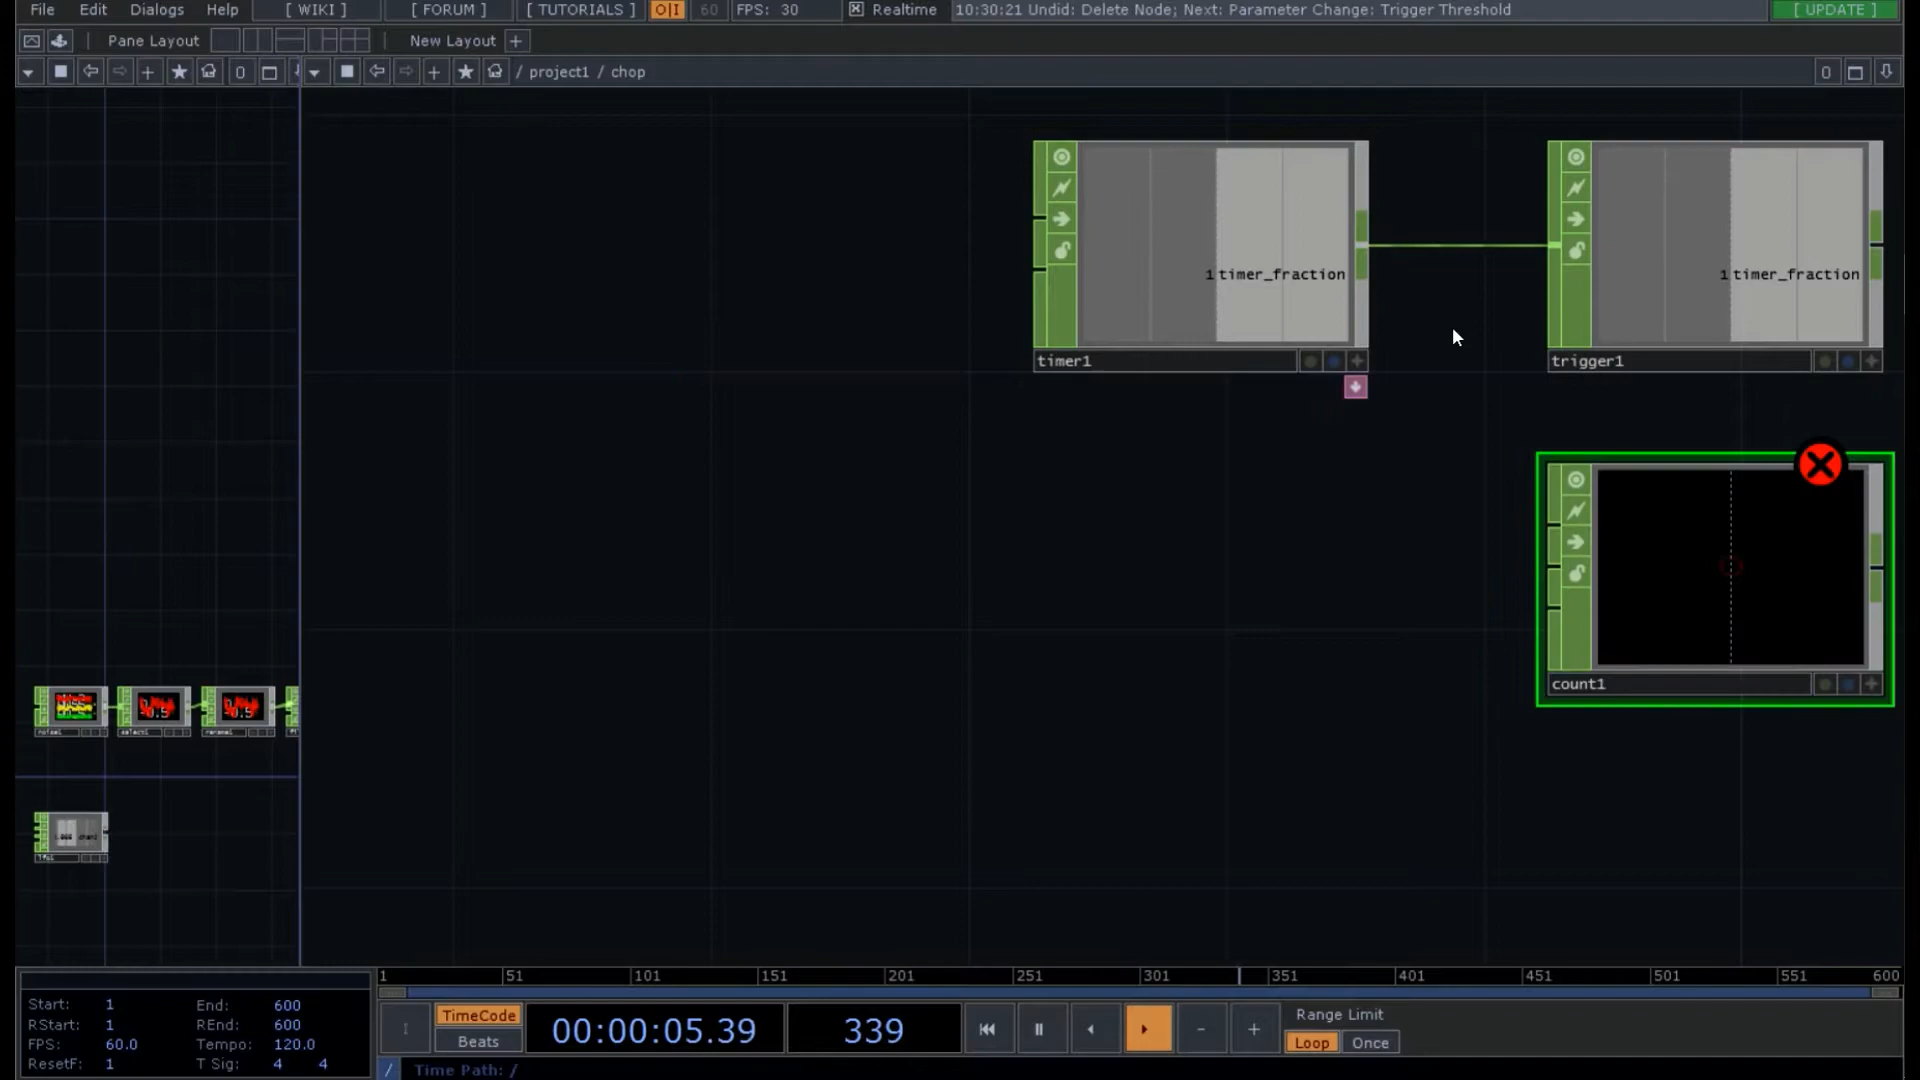 File Edit Dialogs Help [ WIKI ] [ FORUM ] [ TUTORIALS ] O|I 60 FPS: 30 Realtime 10:30:21 Undid: Delete Node; Next: Parameter Change: Trigger Threshold [ UPDATE ]
Pane Layout New Layout +
0 / project1 / chop 0
1 timer_fraction
1 timer_fraction
timer1
trigger1
count1
1 51 101 151 201 251 301 351 401 451 501 551 600
Start: 1 End: 600
RStart: 1 REnd: 600
FPS: 60.0 Tempo: 120.0
ResetF: 1 T Sig: 4 4
TimeCode
Beats
00:00:05.39
339
- +
Range Limit
Loop Once
/ Time Path: /